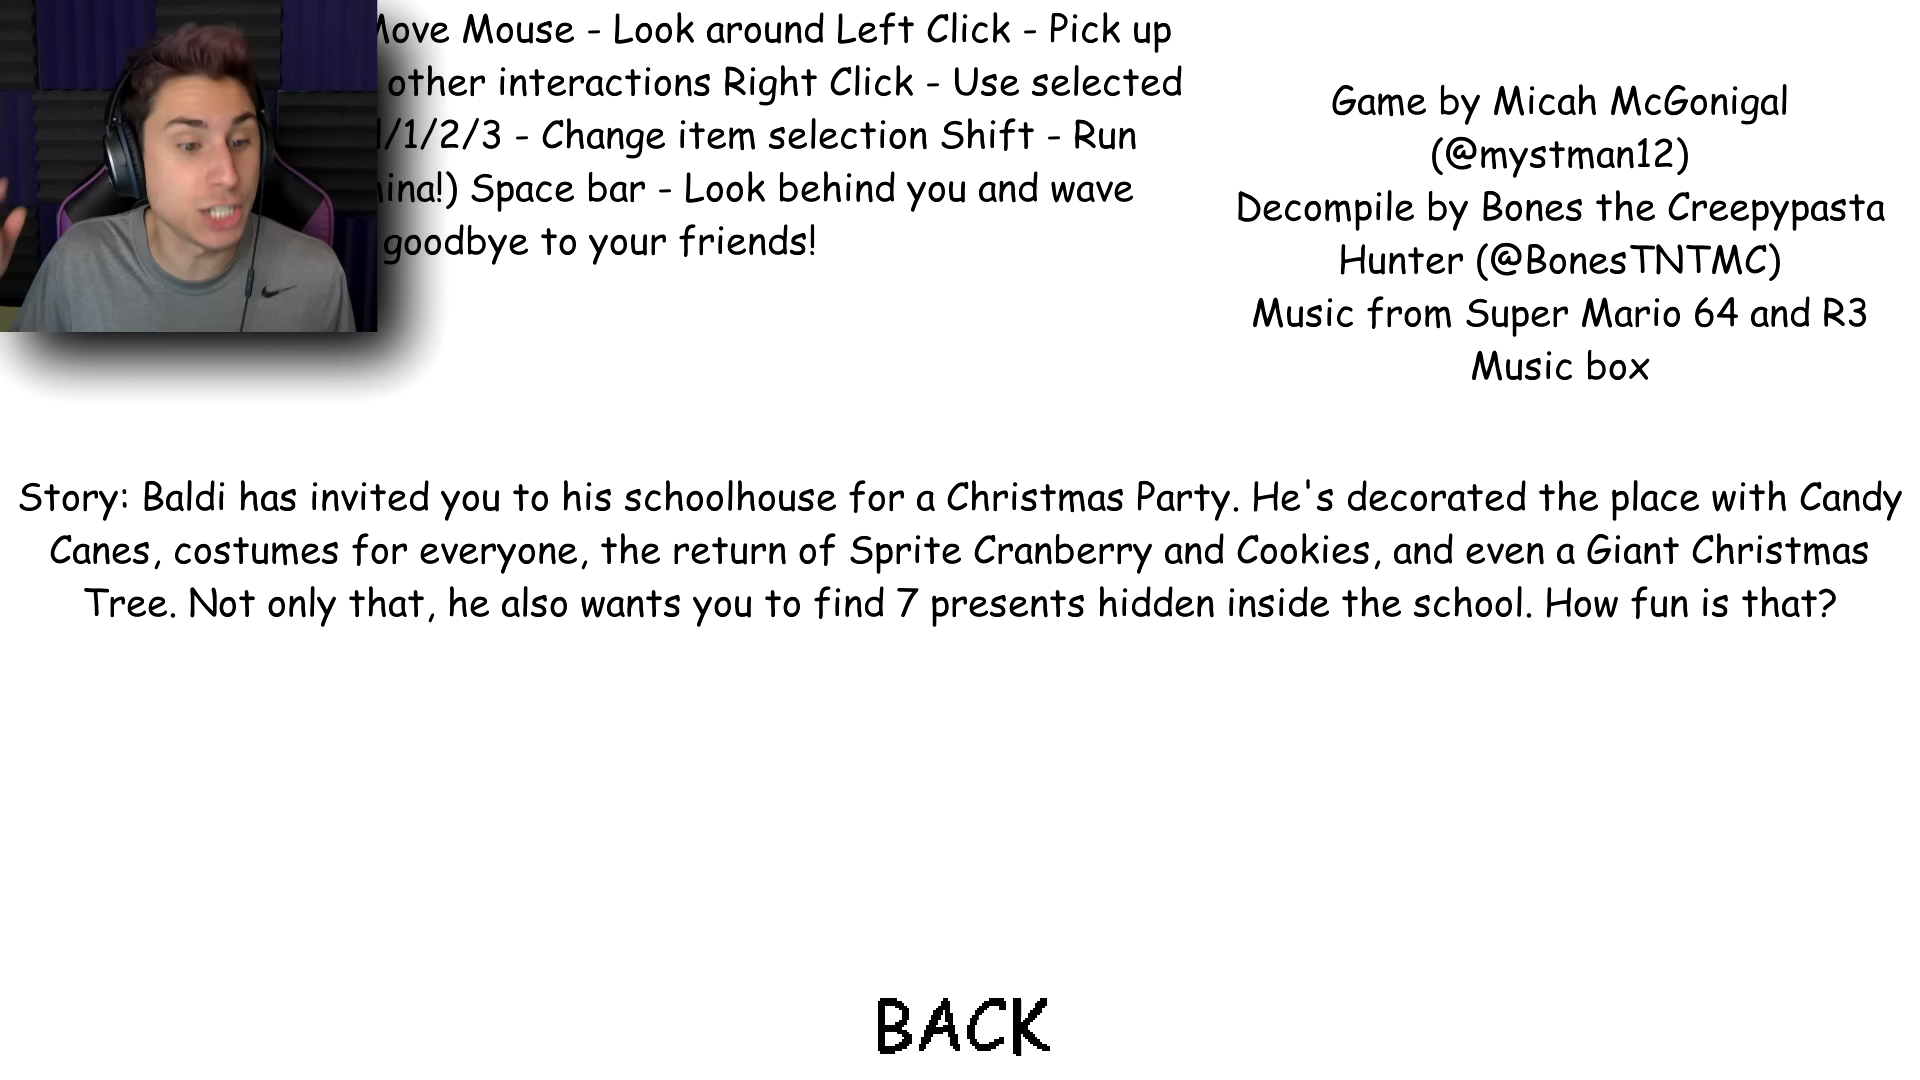 Move Mouse - Look around Left Click - Pick up
other interactions Right Click - Use selected
/1/2/3 - Change item selection Shift - Run
Space bar - Look behind you and wave
goodbye to your friends!
Game by Micah McGonigal
(@mystman12)
Decompile by Bones the Creepypasta
Hunter (@BonesTNTMC)
Music from Super Mario 64 and R3
Music box
Story: Baldi has invited you to his schoolhouse for a Christmas Party. He's decorated the place with Candy
Canes, costumes for everyone, the return of Sprite Cranberry and Cookies, and even a Giant Christmas
Tree. Not only that, he also wants you to find 7 presents hidden inside the school. How fun is that?
BACK